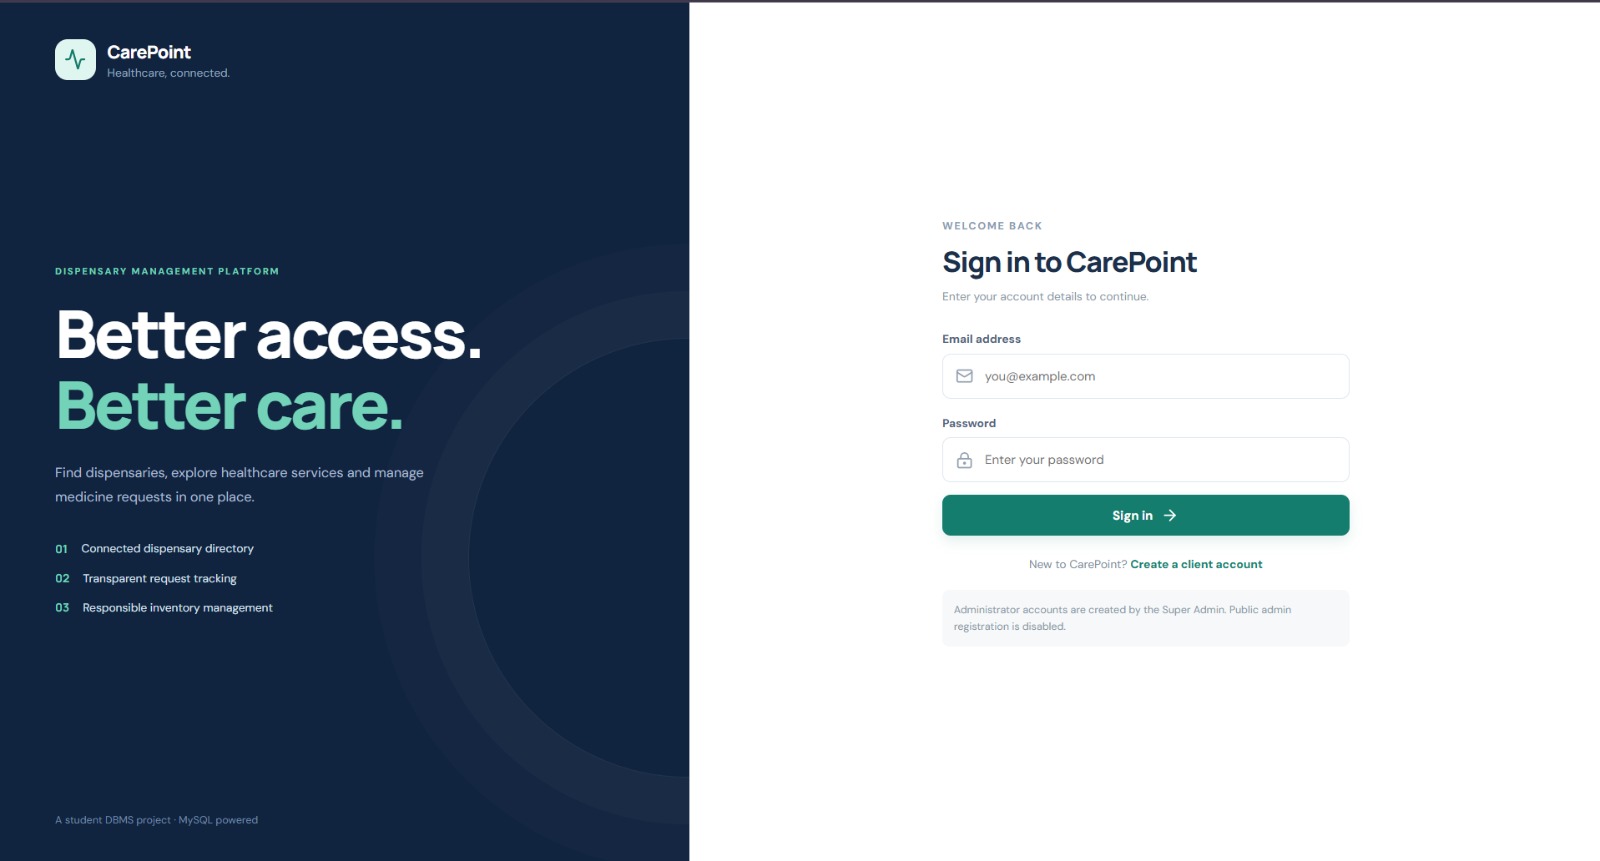 CarePoint
Healthcare, connected.
DISPENSARY MANAGEMENT PLATFORM
Better access.
Better care.
Find dispensaries, explore healthcare services and manage
medicine requests in one place.
01 Connected dispensary directory
02 Transparent request tracking
03 Responsible inventory management
A student DBMS project · MySQL powered
WELCOME BACK
Sign in to CarePoint
Enter your account details to continue.
Email address
you@example.com
Password
Enter your password
Sign in →
New to CarePoint? Create a client account
Administrator accounts are created by the Super Admin. Public admin
registration is disabled.